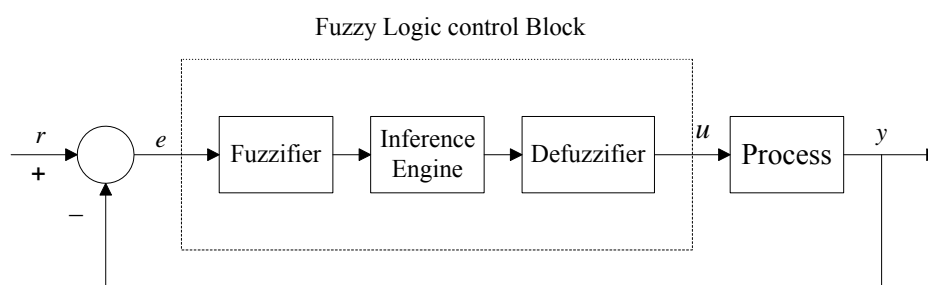 Fuzzy Logic control Block
r
+
−
e
Fuzzifier
Inference
Engine
Defuzzifier
u
Process
y